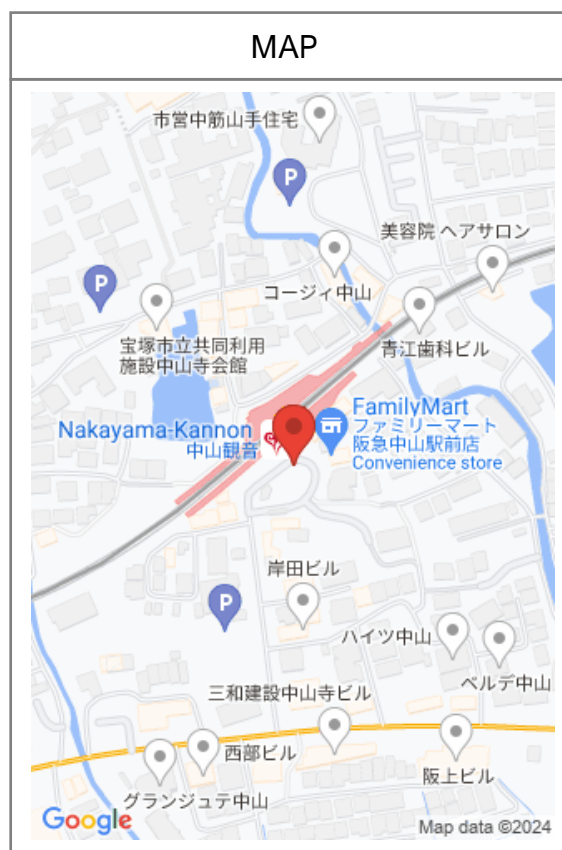 MAP
市営中筋山手住宅
P
美容院 ヘアサロン
コージィ中山
P
宝塚市立共同利用
施設中山寺会館
青江歯科ビル
Nakayama-Kannon
中山観音
FamilyMart
ファミリーマート
阪急中山駅前店
Convenience store
岸田ビル
P
ハイツ中山
ベルデ中山
三和建設中山寺ビル
西部ビル
阪上ビル
グランジュテ中山
Google
Map data ©2024